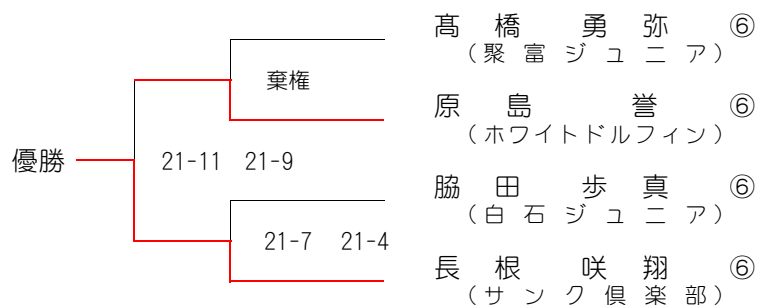 髙橋 勇弥 ⑥
(聚富ジュニア)
棄権
原島 誉 ⑥
(ホワイトドルフィン)
優勝
21-11 21-9
脇田 歩真 ⑥
(白石ジュニア)
21-7 21-4
長根 咲翔 ⑥
(サンク倶楽部)